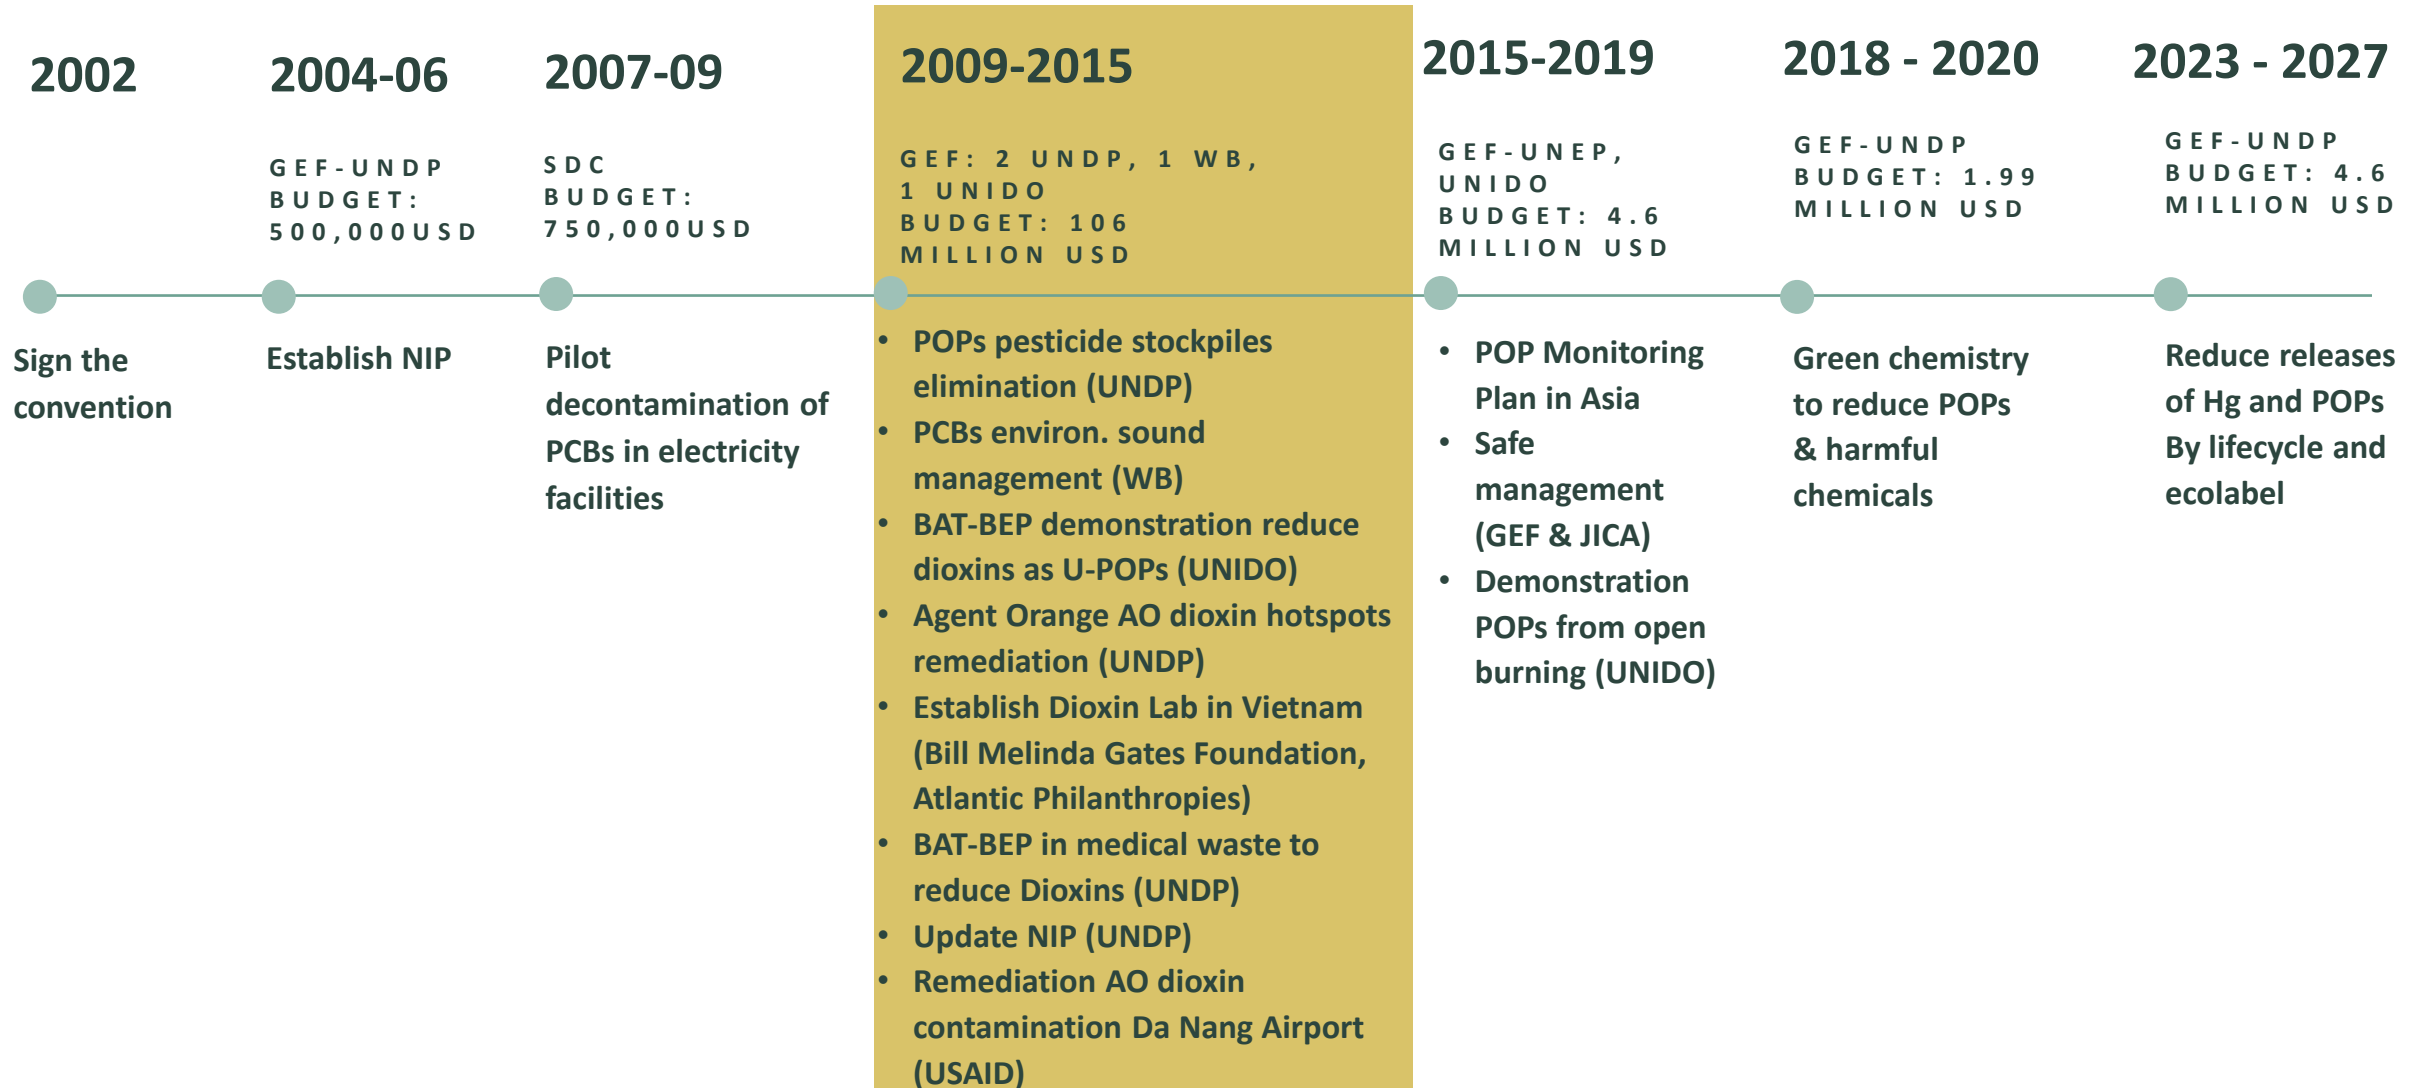 2002
Sign the
convention
2004-06
GEF-UNDP
BUDGET:
500,000USD
Establish NIP
2007-09
SDC
BUDGET:
750,000USD
Pilot
decontamination of
PCBs in electricity
facilities
2009-2015
GEF: 2 UNDP, 1 WB,
1 UNIDO
BUDGET: 106
MILLION USD
• POPs pesticide stockpiles
elimination (UNDP)
• PCBs environ. sound
management (WB)
• BAT-BEP demonstration reduce
dioxins as U-POPs (UNIDO)
• Agent Orange AO dioxin hotspots
remediation (UNDP)
• Establish Dioxin Lab in Vietnam
(Bill Melinda Gates Foundation,
Atlantic Philanthropies)
• BAT-BEP in medical waste to
reduce Dioxins (UNDP)
• Update NIP (UNDP)
• Remediation AO dioxin
contamination Da Nang Airport
(USAID)
2015-2019
GEF-UNEP,
UNIDO
BUDGET: 4.6
MILLION USD
• POP Monitoring
Plan in Asia
• Safe
management
(GEF & JICA)
• Demonstration
POPs from open
burning (UNIDO)
2018 - 2020
GEF-UNDP
BUDGET: 1.99
MILLION USD
Green chemistry
to reduce POPs
& harmful
chemicals
2023 - 2027
GEF-UNDP
BUDGET: 4.6
MILLION USD
Reduce releases
of Hg and POPs
By lifecycle and
ecolabel